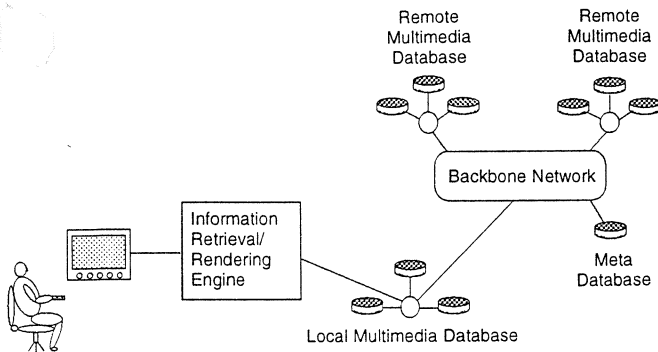 Remote
Multimedia
Database
Remote
Multimedia
Database
Backbone Network
Information
Retrieval/
Rendering
Engine
Meta
Database
Local Multimedia Database